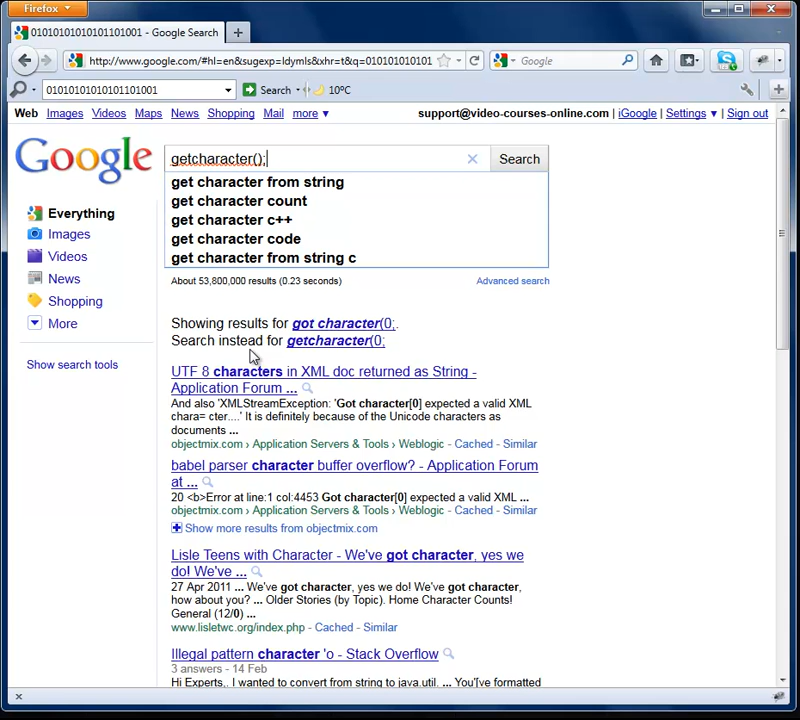 Firefox
01010101010101101001 - Google Search
http://www.google.com/#hl=en&sugexp=ldymls&xhr=t&q=010101010101
Google
01010101010101101001
Search
10ºC
Web Images Videos Maps News Shopping Mail more ▼
support@video-courses-online.com | iGoogle | Settings ▼ | Sign out
Google
getcharacter();
Search
get character from string
get character count
get character c++
get character code
get character from string c
About 53,800,000 results (0.23 seconds)
Advanced search
Everything
Images
Videos
News
Shopping
More
Show search tools
Showing results for got character(0;.
Search instead for getcharacter(0;
UTF 8 characters in XML doc returned as String -
Application Forum ...
And also 'XMLStreamException: 'Got character[0] expected a valid XML
chara= cter....' It is definitely because of the Unicode characters as
documents ...
objectmix.com › Application Servers & Tools › Weblogic - Cached - Similar
babel parser character buffer overflow? - Application Forum
at ...
20 <b>Error at line:1 col:4453 Got character[0] expected a valid XML ...
objectmix.com › Application Servers & Tools › Weblogic - Cached - Similar
Show more results from objectmix.com
Lisle Teens with Character - We've got character, yes we
do! We've ...
27 Apr 2011 ... We've got character, yes we do! We've got character,
how about you? ... Older Stories (by Topic). Home Character Counts!
General (12/0) ...
www.lisletwc.org/index.php - Cached - Similar
Illegal pattern character 'o - Stack Overflow
3 answers - 14 Feb
Hi Experts,. I wanted to convert from string to java.util. ... You'[ve formatted